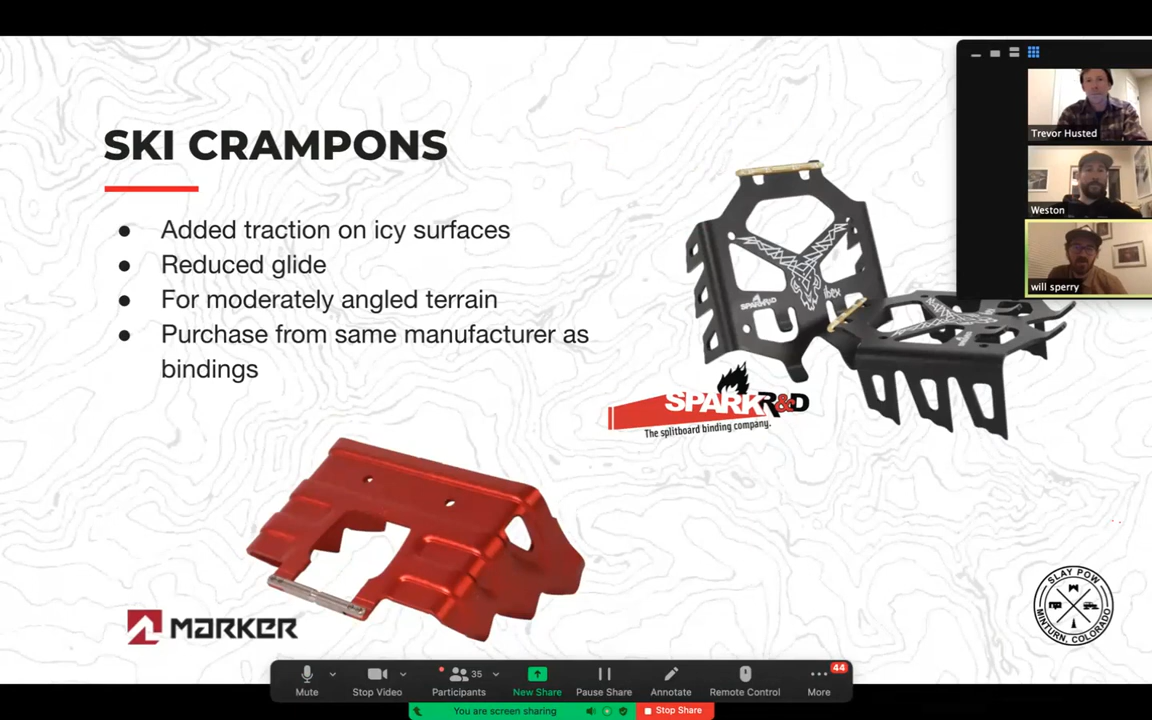 SKI CRAMPONS
● Added traction on icy surfaces
● Reduced glide
● For moderately angled terrain
● Purchase from same manufacturer as
bindings
SPARK R&D
ibex
SPARK R&D
The splitboard binding company.
MARKER
SLAY POW
MINTURN, COLORADO
Trevor Husted
Weston
will sperry
Mute
Stop Video
35
Participants
New Share
Pause Share
Annotate
Remote Control
44
More
You are screen sharing
Stop Share